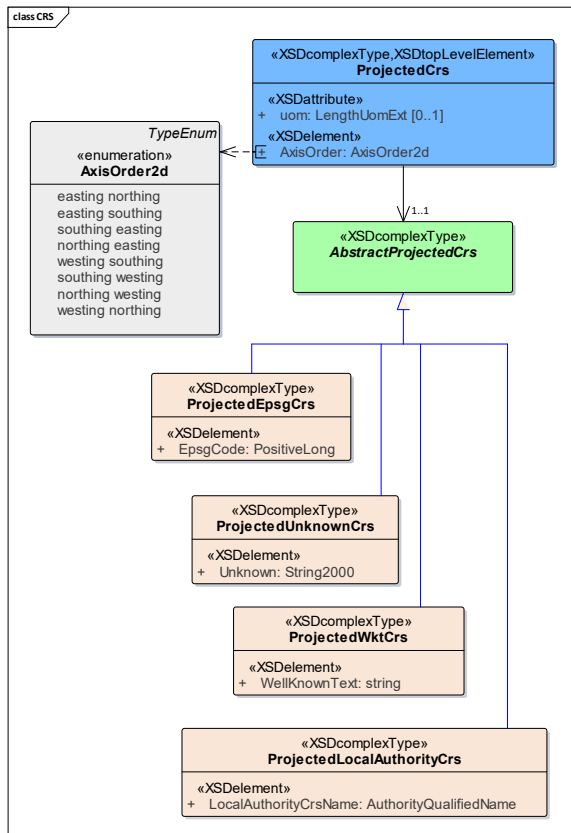 class CRS
«XSDcomplexType,XSDtopLevelElement»
ProjectedCrs
«XSDattribute»
+ uom: LengthUomExt [0..1]
«XSDelement»
+ AxisOrder: AxisOrder2d
TypeEnum
«enumeration»
AxisOrder2d
easting northing
easting southing
southing easting
northing easting
westing southing
southing westing
northing westing
westing northing
1..1
«XSDcomplexType»
AbstractProjectedCrs
«XSDcomplexType»
ProjectedEpsgCrs
«XSDelement»
+ EpsgCode: PositiveLong
«XSDcomplexType»
ProjectedUnknownCrs
«XSDelement»
+ Unknown: String2000
«XSDcomplexType»
ProjectedWktCrs
«XSDelement»
+ WellKnownText: string
«XSDcomplexType»
ProjectedLocalAuthorityCrs
«XSDelement»
+ LocalAuthorityCrsName: AuthorityQualifiedName